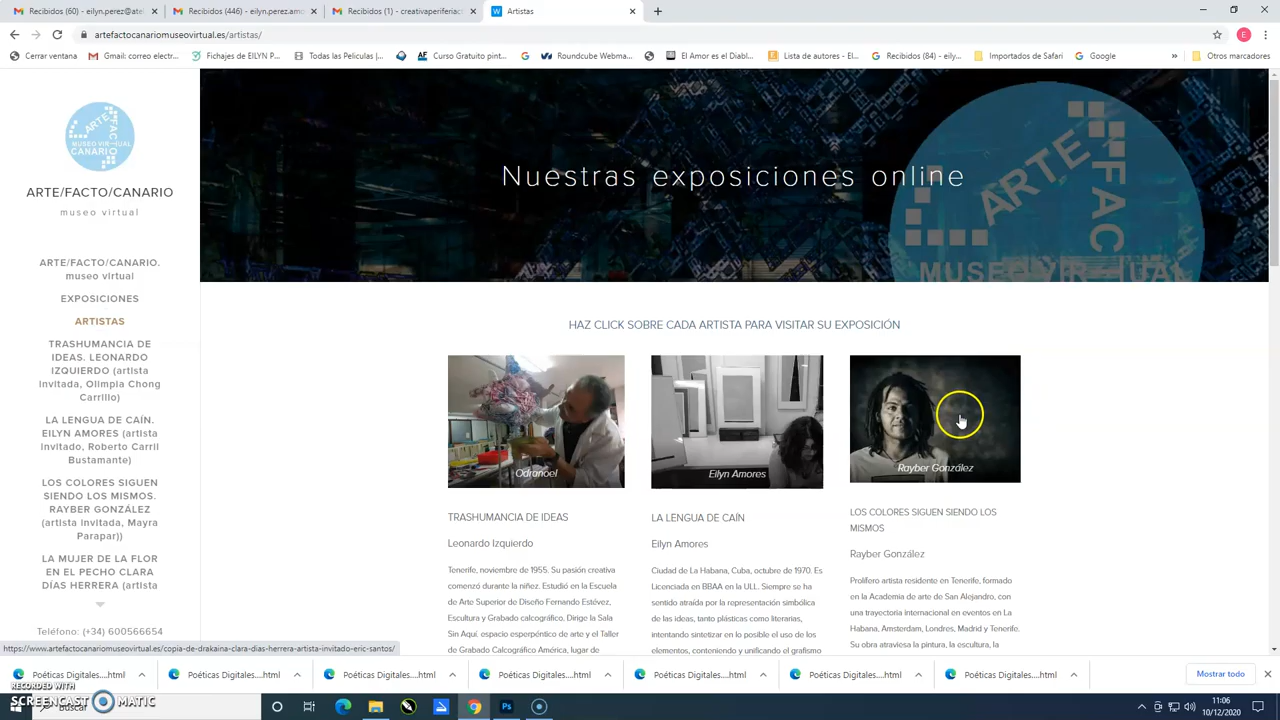 Recibidos (60) - eilyn.perez.am
Recibidos (446) - eilyn.perez.amo
Recibidos (1) - creativaperiferica
Artistas
artefactocanariomuseovirtual.es/artistas/
Cerrar ventana
Gmail: correo electr...
Fichajes de EILYN P...
Todas las Peliculas |...
Curso Gratuito pint...
Roundcube Webma...
El Amor es el Diabl...
Lista de autores - El...
Recibidos (84) - eily...
importados de Safari
Google
»
Otros marcadores
ARTE FAC TO
MUSEO VIRTUAL
CANARIO
ARTE/FACTO/CANARIO
museo virtual
ARTE/FACTO/CANARIO.
museo virtual
EXPOSICIONES
ARTISTAS
TRASHUMANCIA DE
IDEAS. LEONARDO
IZQUIERDO (artista
invitada, Olimpia Chong
Carrillo)
LA LENGUA DE CAÍN.
EILYN AMORES (artista
invitado, Roberto Carril
Bustamante)
LOS COLORES SIGUEN
SIENDO LOS MISMOS.
RAYBER GONZÁLEZ
(artista invitada, Mayra
Parapar))
LA MUJER DE LA FLOR
EN EL PECHO CLARA
DÍAS HERRERA (artista
Teléfono: (+34) 600566654
Nuestras exposiciones online
ARTE FAC
MUSEO VIRTUAL
HAZ CLICK SOBRE CADA ARTISTA PARA VISITAR SU EXPOSICIÓN
Odranoel
Eilyn Amores
Rayber González
TRASHUMANCIA DE IDEAS
Leonardo Izquierdo
Tenerife, noviembre de 1955. Su pasión creativa
comenzó durante la niñez. Estudió en la Escuela
de Arte Superior de Diseño Fernando Estévez,
Escultura y Grabado calcográfico. Dirige la Sala
Sin Aquí. espacio esperpéntico de arte y el Taller
de Grabado Calcográfico América, lugar de
LA LENGUA DE CAÍN
Eilyn Amores
Ciudad de La Habana, Cuba, octubre de 1970. Es
Licenciada en BBAA en la ULL. Siempre se ha
sentido atraída por la representación simbólica
de las ideas, tanto plásticas como literarias,
intentando sintetizar en lo posible el uso de los
elementos, conteniendo y unificando el grafismo
LOS COLORES SIGUEN SIENDO LOS
MISMOS
Rayber González
Prolífero artista residente en Tenerife, formado
en la Academia de arte de San Alejandro, con
una trayectoria internacional en eventos en La
Habana, Amsterdam, Londres, Madrid y Tenerife.
Su obra atraviesa la pintura, la escultura, la
https://www.artefactocanariomuseovirtual.es/copia-de-drakaina-clara-dias-herrera-artista-invitado-eric-santos/
Poéticas Digitales....html
Poéticas Digitales....html
Poéticas Digitales....html
Poéticas Digitales....html
Poéticas Digitales....html
Poéticas Digitales....html
Poéticas Digitales....html
Mostrar todo
RECORDED WITH
SCREENCAST MATIC
buscar
11:06
10/12/2020